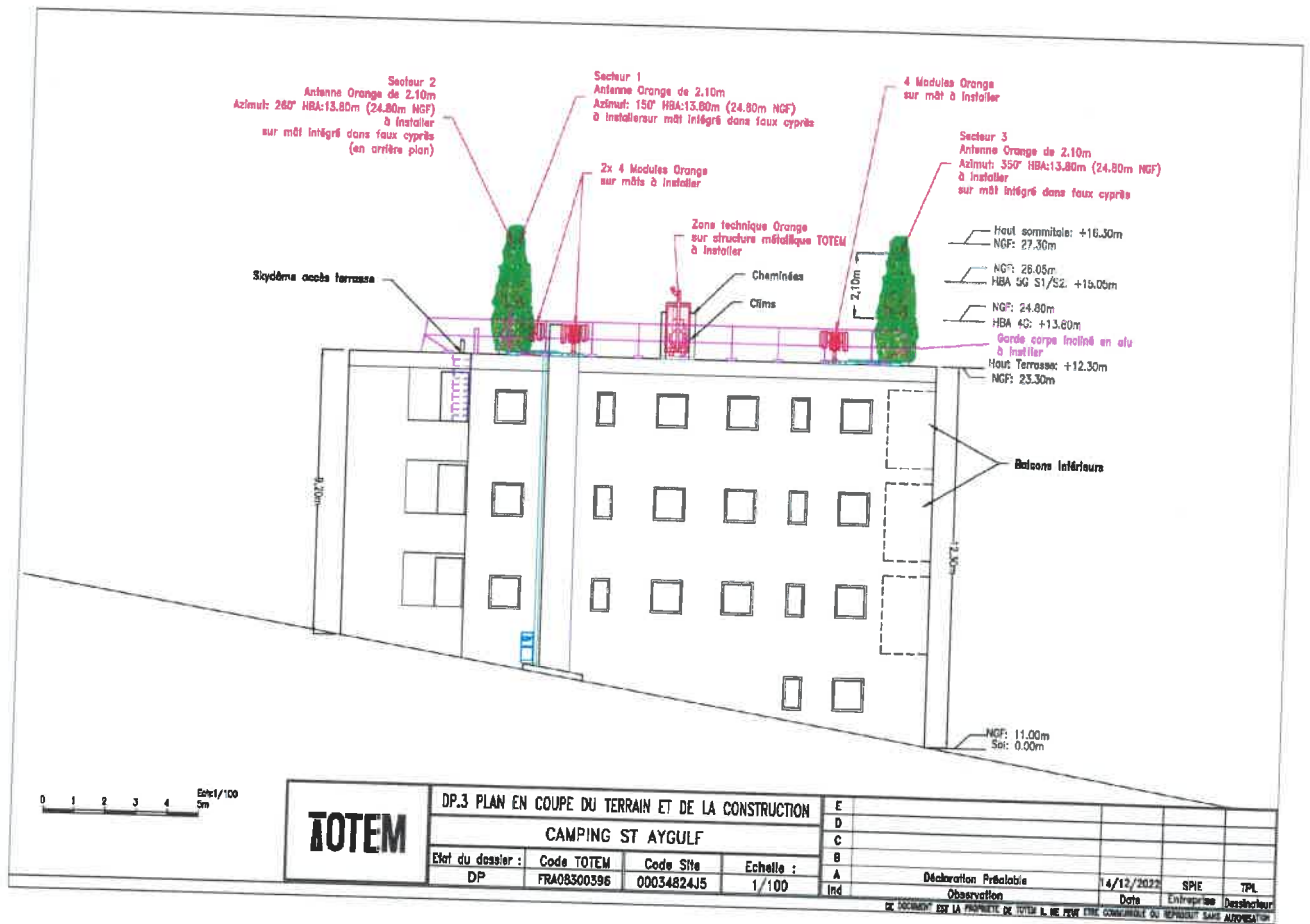 Secteur 2
Antenne Orange de 2.10m
Azimut: 260° HBA:13.80m (24.80m NGF)
à installer
sur mât intégré dans faux cyprès
(en arrière plan)
Secteur 1
Antenne Orange de 2.10m
Azimut: 150° HBA:13.80m (24.80m NGF)
à installersur mât intégré dans faux cyprès
4 Modules Orange
sur mât à installer
Secteur 3
Antenne Orange de 2.10m
Azimut: 350° HBA:13.80m (24.80m NGF)
à installer
sur mât intégré dans faux cyprès
2x 4 Modules Orange
sur mâts à installer
Zone technique Orange
sur structure métallique TOTEM
à installer
Skydôme accès terrasse
Cheminées
Clims
2,10m
Haut sommitale: +16.30m
NGF: 27.30m
NGF: 26.05m
HBA 5G S1/S2: +15.05m
NGF: 24.80m
HBA 4G: +13.80m
Garde corps incliné en alu
à instller
Haut Terrasse: +12.30m
NGF: 23.30m
Balcons intérieurs
9,20m
12,30m
NGF: 11.00m
Sol: 0.00m
0 1 2 3 4 5m
Ech:1/100
TOTEM
DP.3 PLAN EN COUPE DU TERRAIN ET DE LA CONSTRUCTION
CAMPING ST AYGULF
Etat du dossier : Code TOTEM Code Site Echelle :
DP FRA08300396 00034824J5 1/100
E
D
C
B
A Déclaration Préalable 14/12/2022 SPIE TPL
Ind Observation Date Entreprise Dessinateur
CE DOCUMENT EST LA PROPRIETE DE TOTEM IL NE PEUT ETRE COMMUNIQUE OU REPRODUIT SANS AUTORISATION